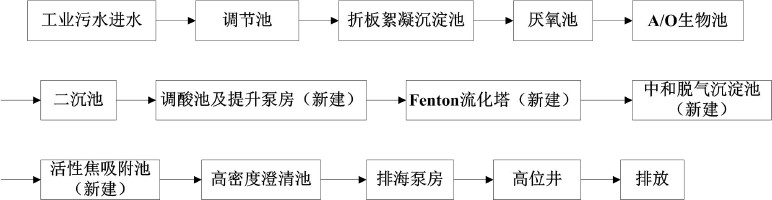 工业污水进水
调节池
折板絮凝沉淀池
厌氧池
A/O生物池
二沉池
调酸池及提升泵房（新建）
Fenton流化塔（新建）
中和脱气沉淀池
（新建）
活性焦吸附池
（新建）
高密度澄清池
排海泵房
高位井
排放